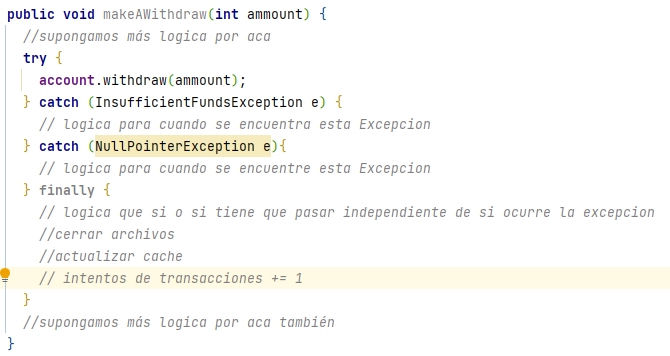 public void makeAWithdraw(int ammount) {
//supongamos más logica por aca
try {
account.withdraw(ammount);
} catch (InsufficientFundsException e) {
// logica para cuando se encuentra esta Excepcion
} catch (NullPointerException e){
// logica para cuando se encuentre esta Excepcion
} finally {
// logica que si o si tiene que pasar independiente de si ocurre la excepcion
//cerrar archivos
//actualizar cache
// intentos de transacciones += 1
}
//supongamos más logica por aca también
}